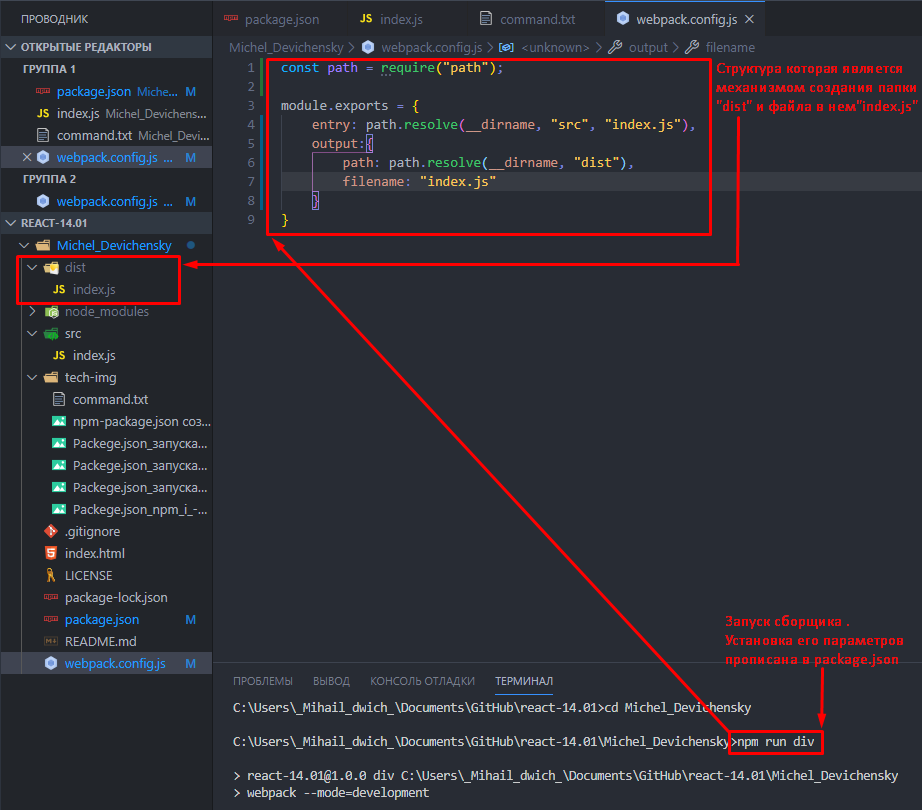 ПРОВОДНИК
package.json
JS index.js
command.txt
webpack.config.js
ОТКРЫТЫЕ РЕДАКТОРЫ
Michel_Devichensky > webpack.config.js > <unknown> > output > filename
ГРУППА 1
package.json Miche... M
JS index.js Michel_Devichens...
command.txt Michel_Devi...
webpack.config.js ... M
ГРУППА 2
webpack.config.js ... M
REACT-14.01
Michel_Devichensky
dist
JS index.js
node_modules
src
JS index.js
tech-img
command.txt
npm-package.json соз...
Packege.json_запуска...
Packege.json_запуска...
Packege.json_запуска...
Packege.json_npm_i_-...
.gitignore
index.html
LICENSE
package-lock.json
package.json M
README.md
webpack.config.js M
1 const path = require("path");
2
3 module.exports = {
4 entry: path.resolve(__dirname, "src", "index.js"),
5 output:{
6 path: path.resolve(__dirname, "dist"),
7 filename: "index.js"
8 }
9 }
Структура которая является
механизмом создания папки
"dist" и файла в нем"index.js"
Запуск сборщика .
Установка его параметров
прописана в package.json
ПРОБЛЕМЫ ВЫВОД КОНСОЛЬ ОТЛАДКИ ТЕРМИНАЛ
C:\Users\_Mihail_dwich_\Documents\GitHub\react-14.01>cd Michel_Devichensky
C:\Users\_Mihail_dwich_\Documents\GitHub\react-14.01\Michel_Devichensky>npm run div
> react-14.01@1.0.0 div C:\Users\_Mihail_dwich_\Documents\GitHub\react-14.01\Michel_Devichensky
> webpack --mode=development